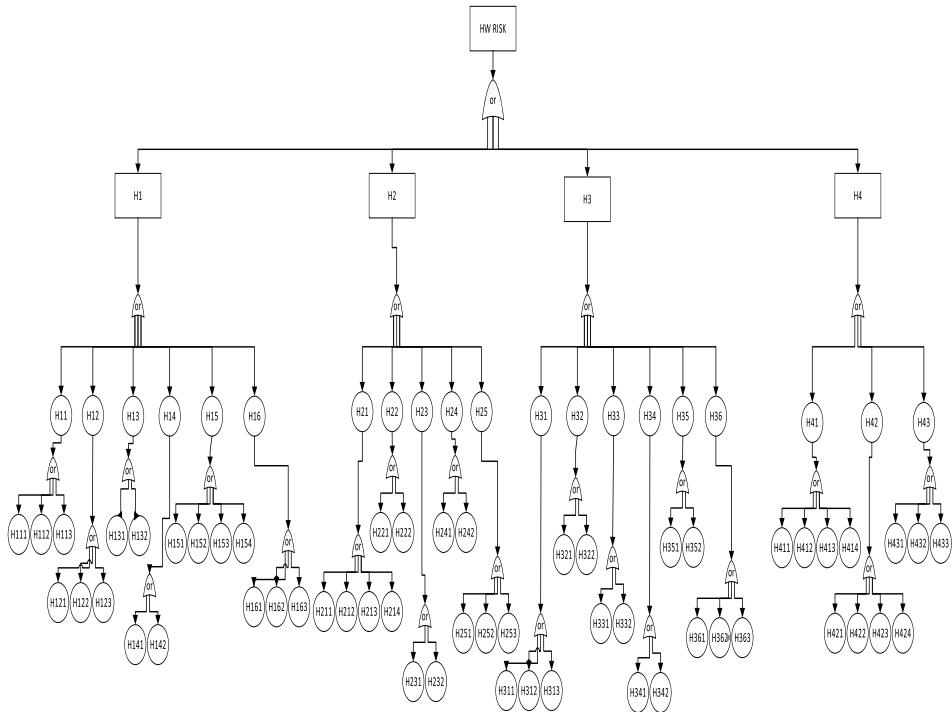 HW RISK
or
H1
H2
H3
H4
or
or
or
or
H11
H12
H13
H14
H15
H16
H21
H22
H23
H24
H25
H31
H32
H33
H34
H35
H36
H41
H42
H43
or
or
or
or
or
or
or
or
or
or
H111
H112
H113
H131
H132
H151
H152
H153
H154
H221
H222
H241
H242
H321
H322
H351
H352
H411
H412
H413
H414
H431
H432
H433
or
or
or
or
or
or
or
or
H121
H122
H123
H161
H162
H163
H211
H212
H213
H214
H251
H252
H253
H331
H332
H361
H362
H363
H421
H422
H423
H424
or
or
or
H141
H142
H231
H232
H311
H312
H313
H341
H342